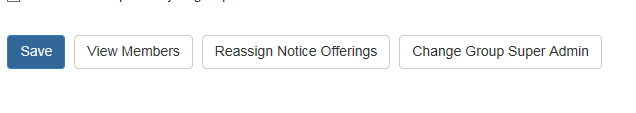 Save
View Members
Reassign Notice Offerings
Change Group Super Admin